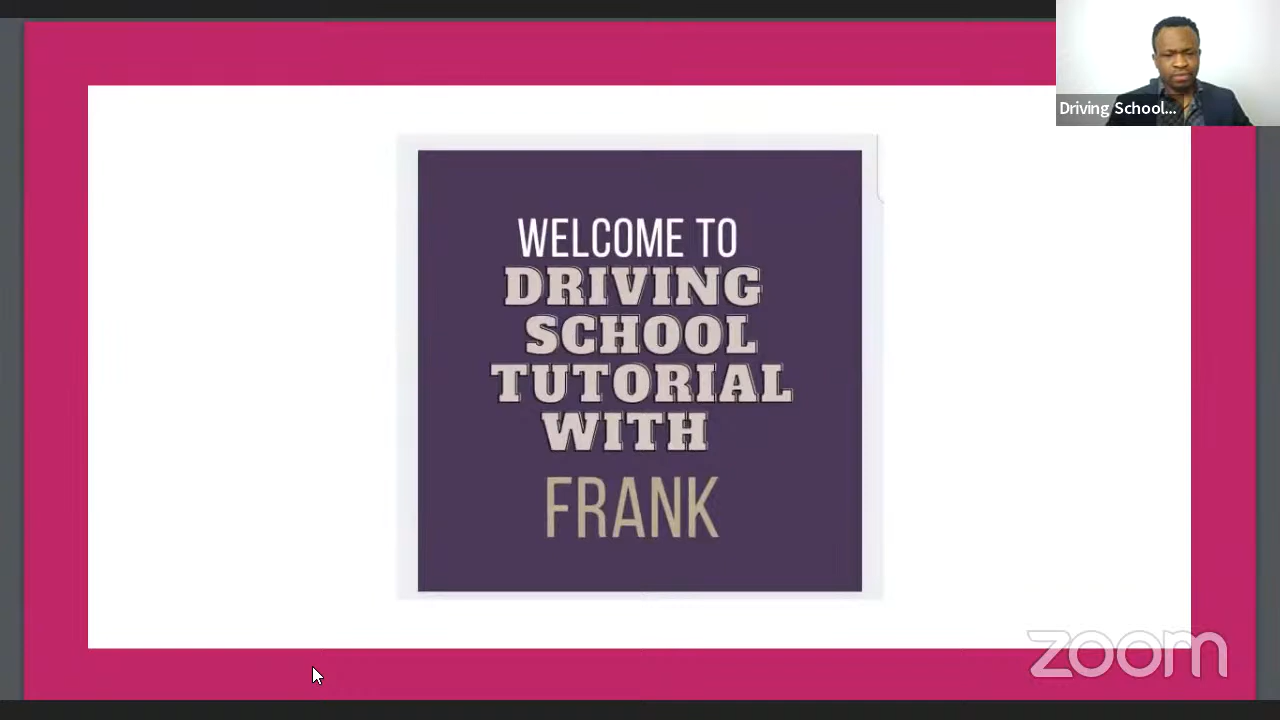 Driving School...
WELCOME TO
DRIVING
SCHOOL
TUTORIAL
WITH
FRANK
zoom